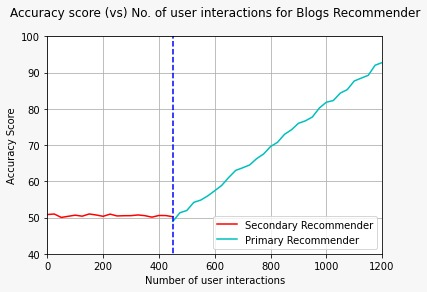 Accuracy score (vs) No. of user interactions for Blogs Recommender
100
90
80
70
60
50
40
Accuracy Score
Secondary Recommender
Primary Recommender
0 200 400 600 800 1000 1200
Number of user interactions